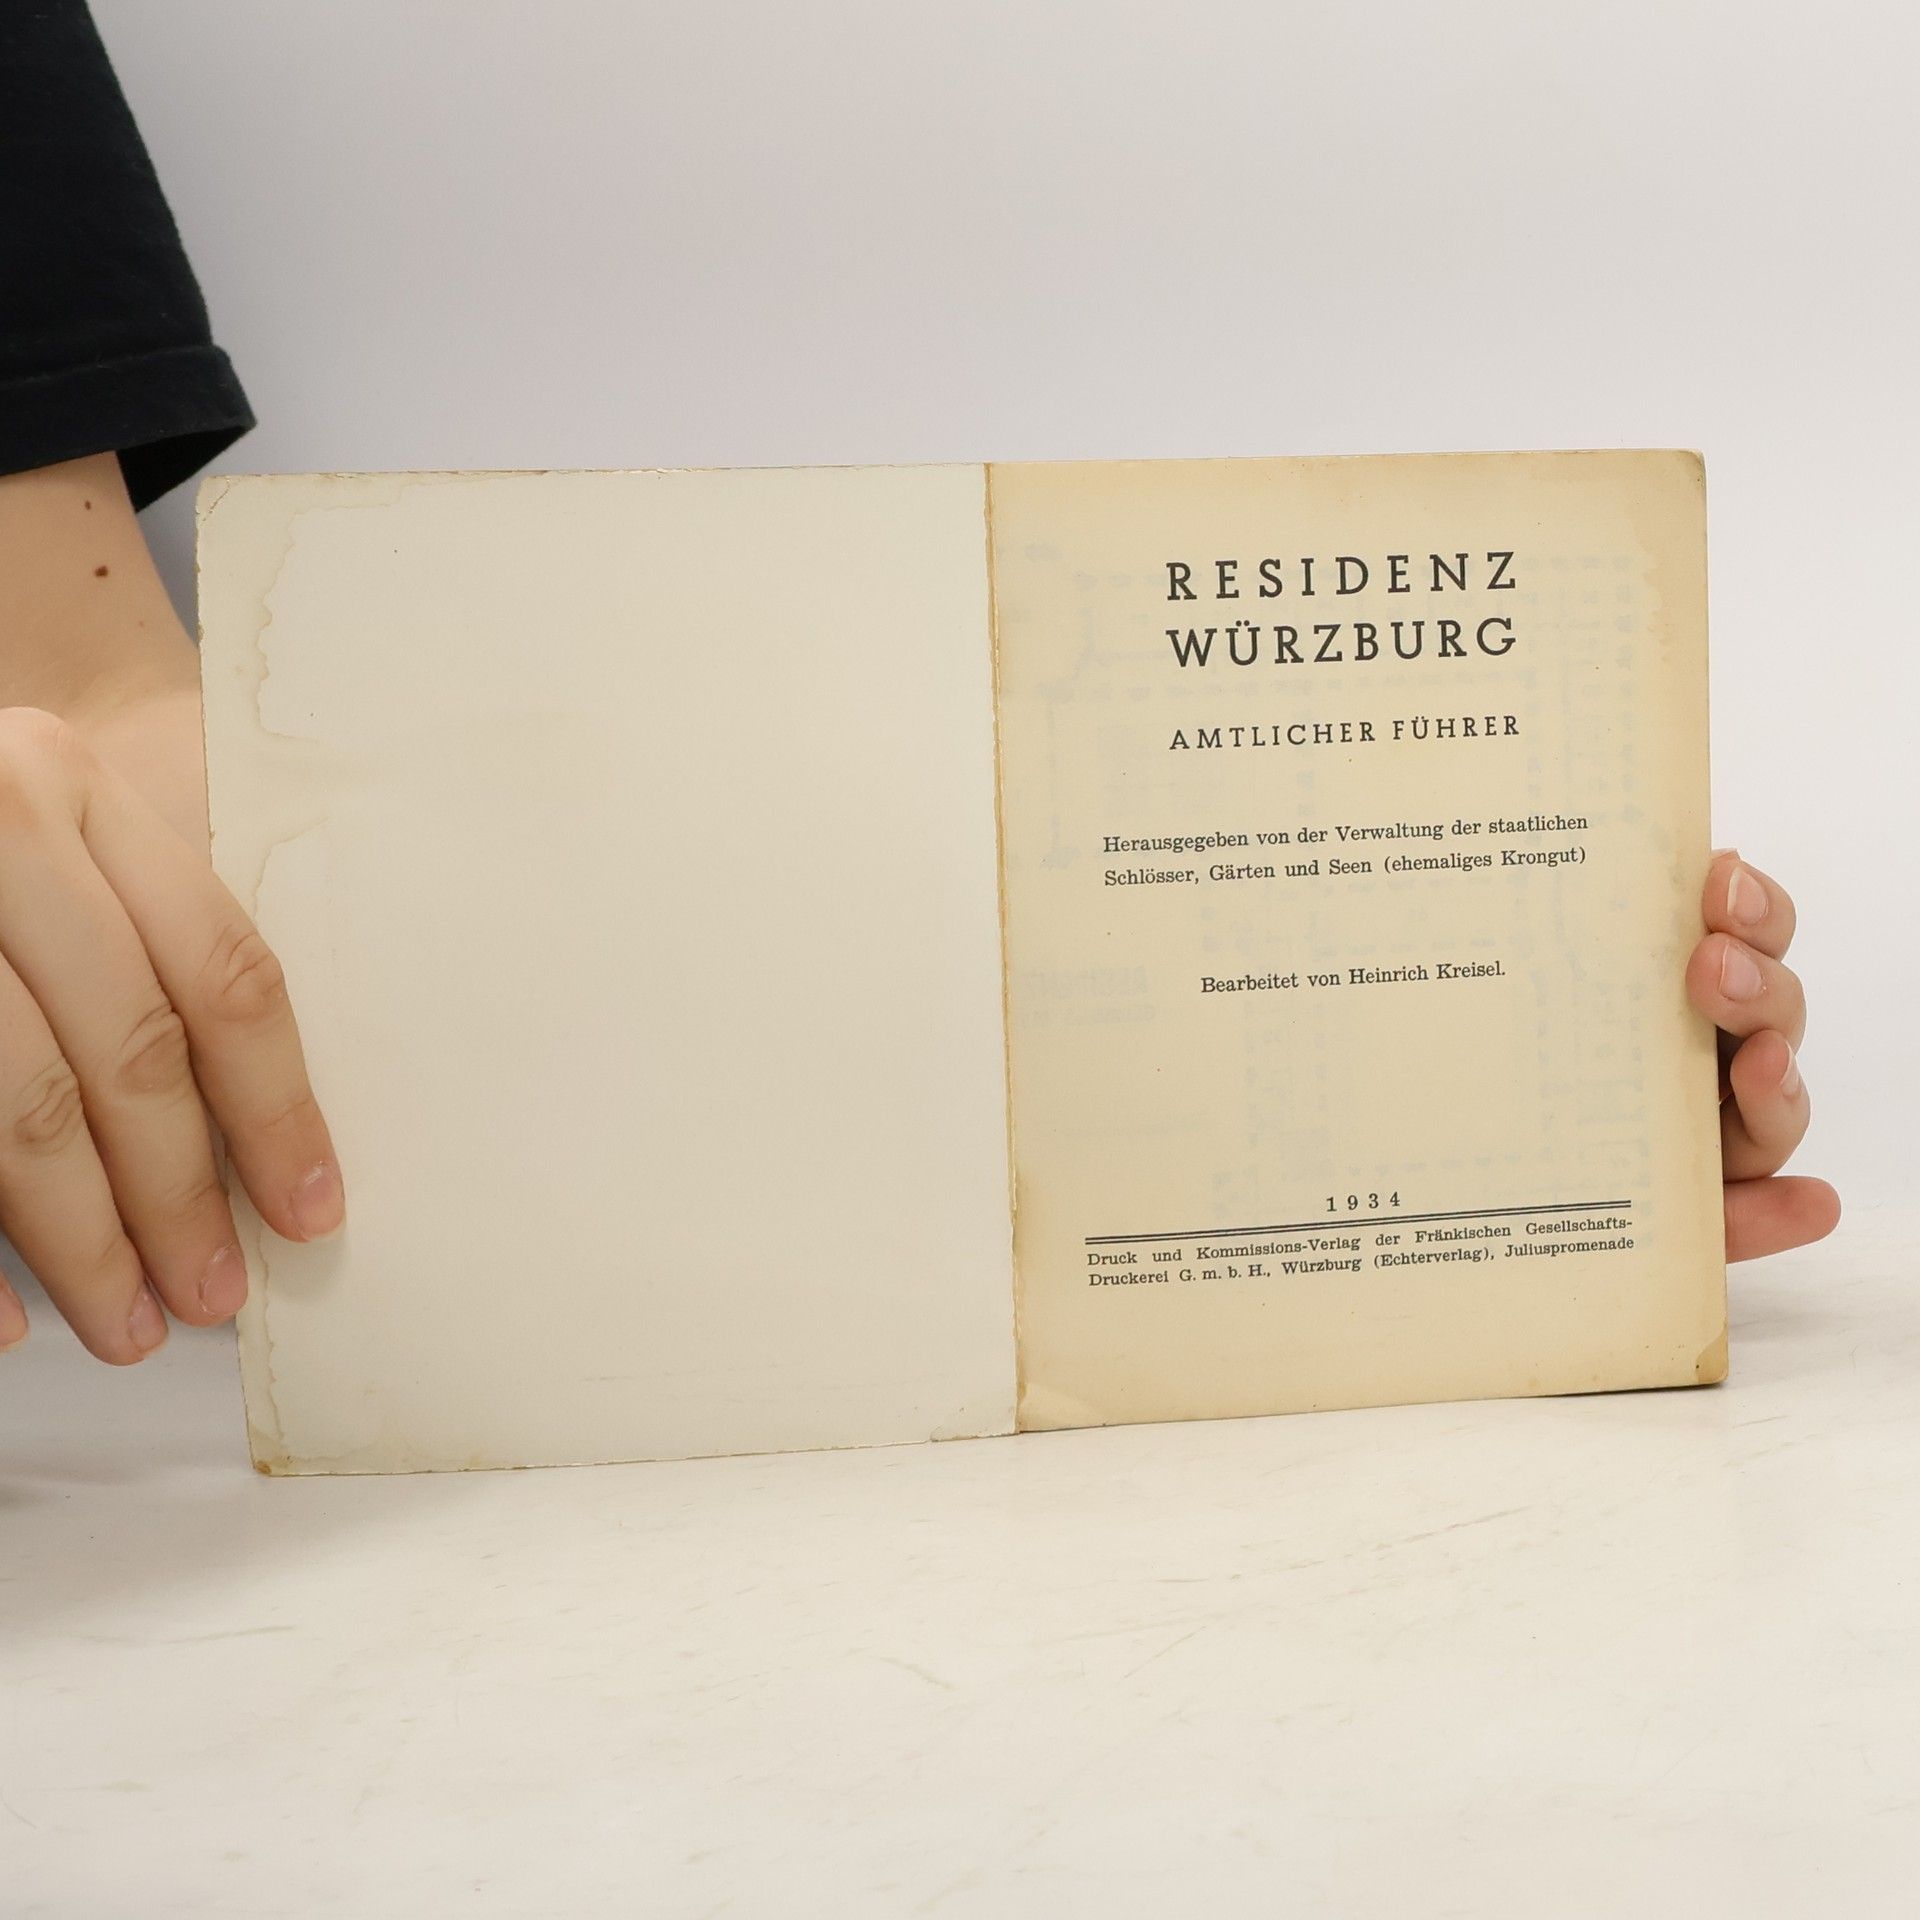 RESIDENZ
WÜRZBURG
AMTLICHER FÜHRER
Herausgegeben von der Verwaltung der staatlichen
Schlösser, Gärten und Seen (ehemaliges Krongut)
Bearbeitet von Heinrich Kreisel.
1934
Druck und Kommissions-Verlag der Fränkischen Gesellschafts-
Druckerei G. m. b. H., Würzburg (Echterverlag), Juliuspromenade